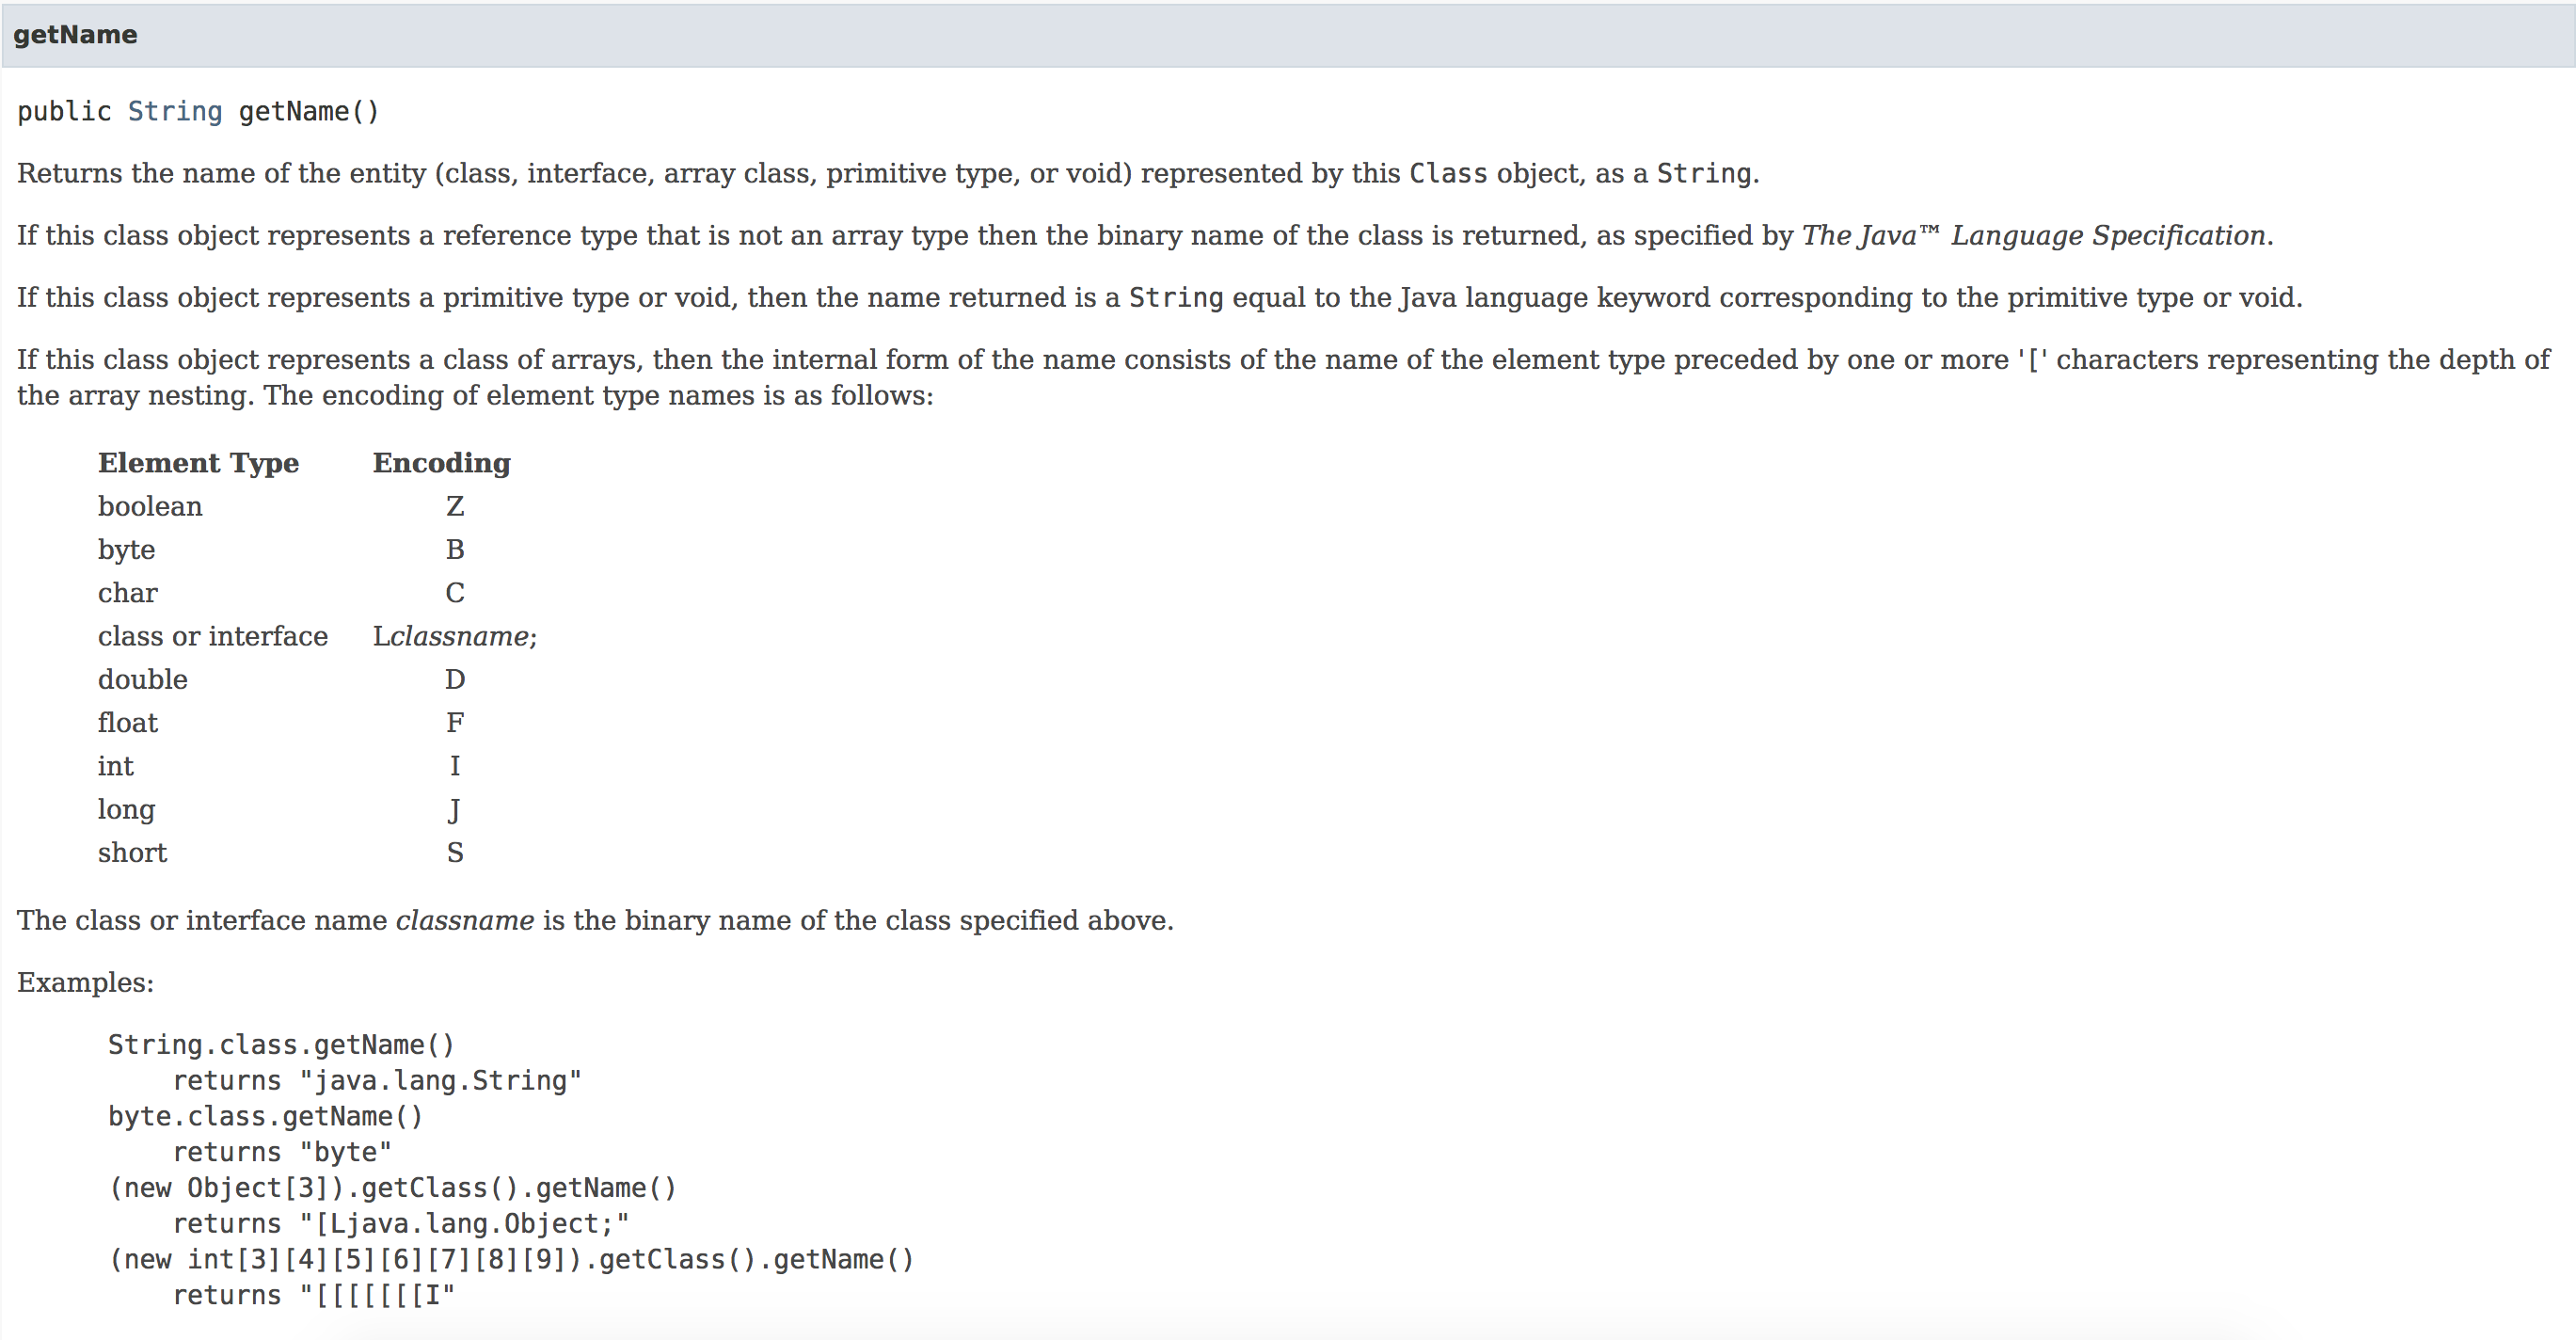 getName
public String getName()
Returns the name of the entity (class, interface, array class, primitive type, or void) represented by this Class object, as a String.
If this class object represents a reference type that is not an array type then the binary name of the class is returned, as specified by The Java™ Language Specification.
If this class object represents a primitive type or void, then the name returned is a String equal to the Java language keyword corresponding to the primitive type or void.
If this class object represents a class of arrays, then the internal form of the name consists of the name of the element type preceded by one or more '[' characters representing the depth of
the array nesting. The encoding of element type names is as follows:
Element Type Encoding
boolean Z
byte B
char C
class or interface Lclassname;
double D
float F
int I
long J
short S
The class or interface name classname is the binary name of the class specified above.
Examples:
String.class.getName()
returns "java.lang.String"
byte.class.getName()
returns "byte"
(new Object[3]).getClass().getName()
returns "[Ljava.lang.Object;"
(new int[3][4][5][6][7][8][9]).getClass().getName()
returns "[[[[[[[I"